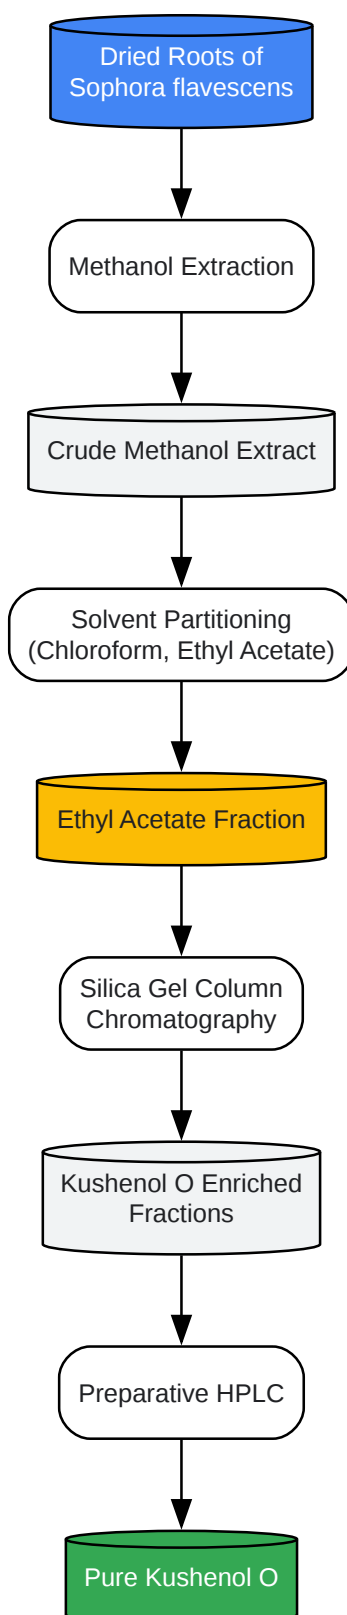 Dried Roots of
Sophora flavescens
Methanol Extraction
Crude Methanol Extract
Solvent Partitioning
(Chloroform, Ethyl Acetate)
Ethyl Acetate Fraction
Silica Gel Column
Chromatography
Kushenol O Enriched
Fractions
Preparative HPLC
Pure Kushenol O